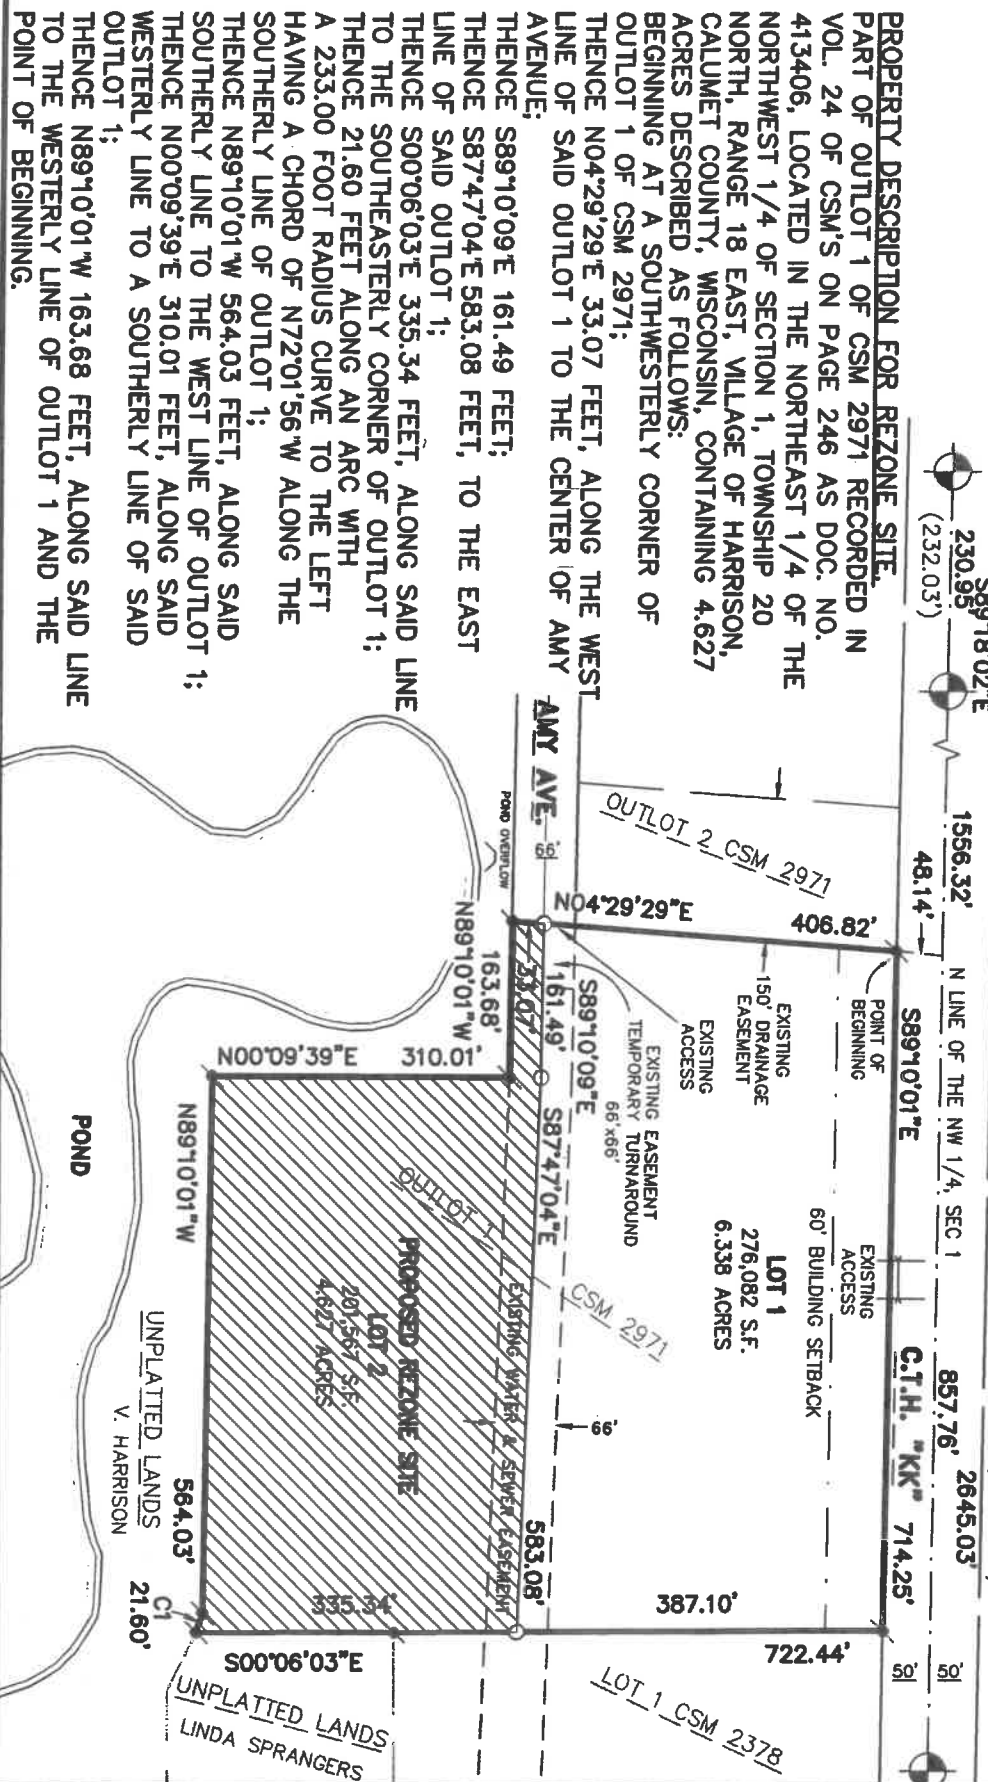 PROPERTY DESCRIPTION FOR REZONE SITE.
PART OF OUTLOT 1 OF CSM 2971 RECORDED IN
VOL. 24 OF CSM'S ON PAGE 246 AS DOC. NO.
413406, LOCATED IN THE NORTHEAST 1/4 OF THE
NORTHWEST 1/4 OF SECTION 1, TOWNSHIP 20
NORTH, RANGE 18 EAST, VILLAGE OF HARRISON,
CALUMET COUNTY, WISCONSIN, CONTAINING 4.627
ACRES DESCRIBED AS FOLLOWS:
BEGINNING AT A SOUTHWESTERLY CORNER OF
OUTLOT 1 OF CSM 2971;
THENCE N04°29'29"E 33.07 FEET, ALONG THE WEST
LINE OF SAID OUTLOT 1 TO THE CENTER OF AMY
AVENUE;
THENCE S89°10'09"E 161.49 FEET;
THENCE S87°47'04"E 583.08 FEET, TO THE EAST
LINE OF SAID OUTLOT 1;
THENCE S00°06'03"E 335.34 FEET, ALONG SAID LINE
TO THE SOUTHEASTERLY CORNER OF OUTLOT 1;
THENCE 21.60 FEET ALONG AN ARC WITH
A 233.00 FOOT RADIUS CURVE TO THE LEFT
HAVING A CHORD OF N72°01'56"W ALONG THE
SOUTHERLY LINE OF OUTLOT 1;
THENCE N89°10'01"W 564.03 FEET, ALONG SAID
SOUTHERLY LINE TO THE WEST LINE OF OUTLOT 1;
THENCE N00°09'39"E 310.01 FEET, ALONG SAID
WESTERLY LINE TO A SOUTHERLY LINE OF SAID
OUTLOT 1;
THENCE N89°10'01"W 163.68 FEET, ALONG SAID LINE
TO THE WESTERLY LINE OF OUTLOT 1 AND THE
POINT OF BEGINNING.
S89°18'02"E
230.95'
(232.03')
1556.32'
N LINE OF THE NW 1/4, SEC 1
857.76'
2645.03'
48.14'
S89°10'01"E
C.T.H. "KK"
714.25'
50'
50'
POINT OF
BEGINNING
EXISTING
ACCESS
60' BUILDING SETBACK
OUTLOT 2 CSM 2971
N04°29'29"E
406.82'
EXISTING
150' DRAINAGE
EASEMENT
EXISTING
ACCESS
LOT 1
276,082 S.F.
6.338 ACRES
387.10'
722.44'
LOT 1 CSM 2378
EXISTING EASEMENT
TEMPORARY TURNAROUND
66'x66'
S89°10'09"E
161.49'
AMY AVE.
66'
33.07'
S87°47'04"E
583.08'
66'
OUTLOT 1
CSM 2971
POND OVERFLOW
EXISTING WATER & SEWER EASEMENT
N89°10'01"W
163.68'
N00°09'39"E
310.01'
PROPOSED REZONE SITE
LOT 2
201,567 S.F.
4.627 ACRES
335.34'
S00°06'03"E
N89°10'01"W
564.03'
C1
21.60'
UNPLATTED LANDS
V. HARRISON
UNPLATTED LANDS
LINDA SPRANGERS
POND